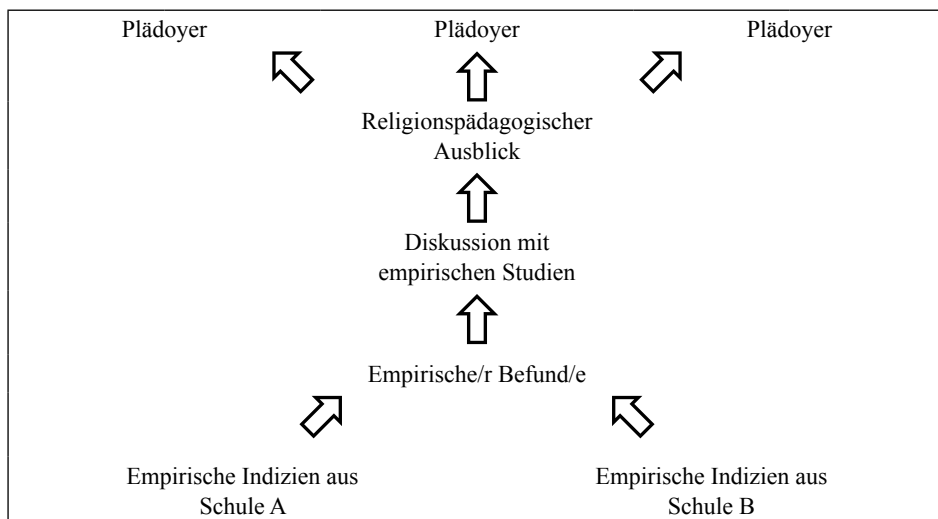 Plädoyer
Plädoyer
Plädoyer
Religionspädagogischer
Ausblick
Diskussion mit
empirischen Studien
Empirische/r Befund/e
Empirische Indizien aus
Schule A
Empirische Indizien aus
Schule B